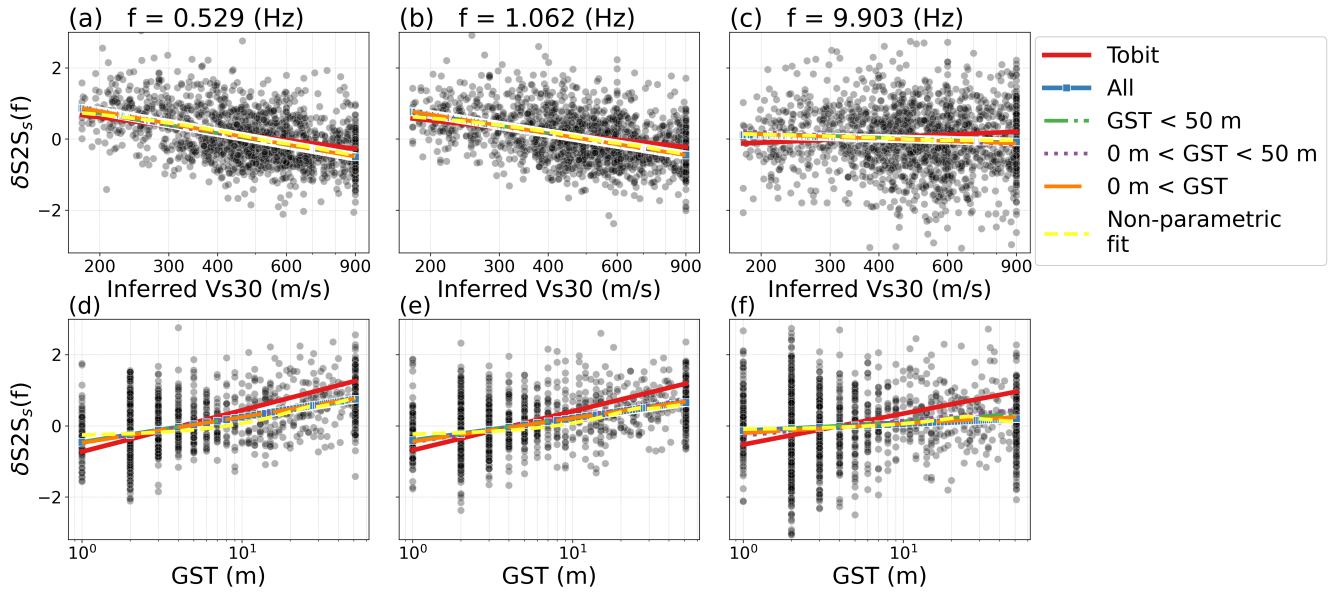 (a) f = 0.529 (Hz)
(b) f = 1.062 (Hz)
(c) f = 9.903 (Hz)
δS2Sₛ(f)
2
0
−2
200 300 400 600 900
200 300 400 600 900
200 300 400 600 900
Inferred Vs30 (m/s)
Inferred Vs30 (m/s)
Inferred Vs30 (m/s)
Tobit
All
GST < 50 m
0 m < GST < 50 m
0 m < GST
Non-parametric
fit
(d)
(e)
(f)
δS2Sₛ(f)
2
0
−2
10⁰ 10¹
10⁰ 10¹
10⁰ 10¹
GST (m)
GST (m)
GST (m)